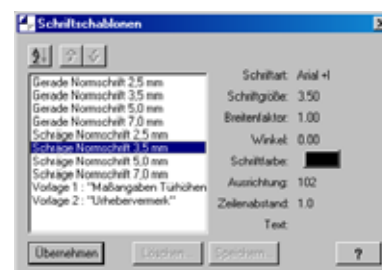 Schriftschablonen
Gerade Normschrift 2,5 mm
Gerade Normschrift 3,5 mm
Gerade Normschrift 5,0 mm
Gerade Normschrift 7,0 mm
Schräge Normschrift 2,5 mm
Schräge Normschrift 3,5 mm
Schräge Normschrift 5,0 mm
Schräge Normschrift 7,0 mm
Vorlage 1 : "Maßangaben Türhöhen
Vorlage 2 : "Urhebervermerk"
Schriftart: Arial +I
Schriftgröße: 3.50
Breitenfaktor: 1.00
Winkel: 0.00
Schriftfarbe:
Ausrichtung: 102
Zeilenabstand: 1.0
Text:
Übernehmen
Löschen...
Speichern...
?